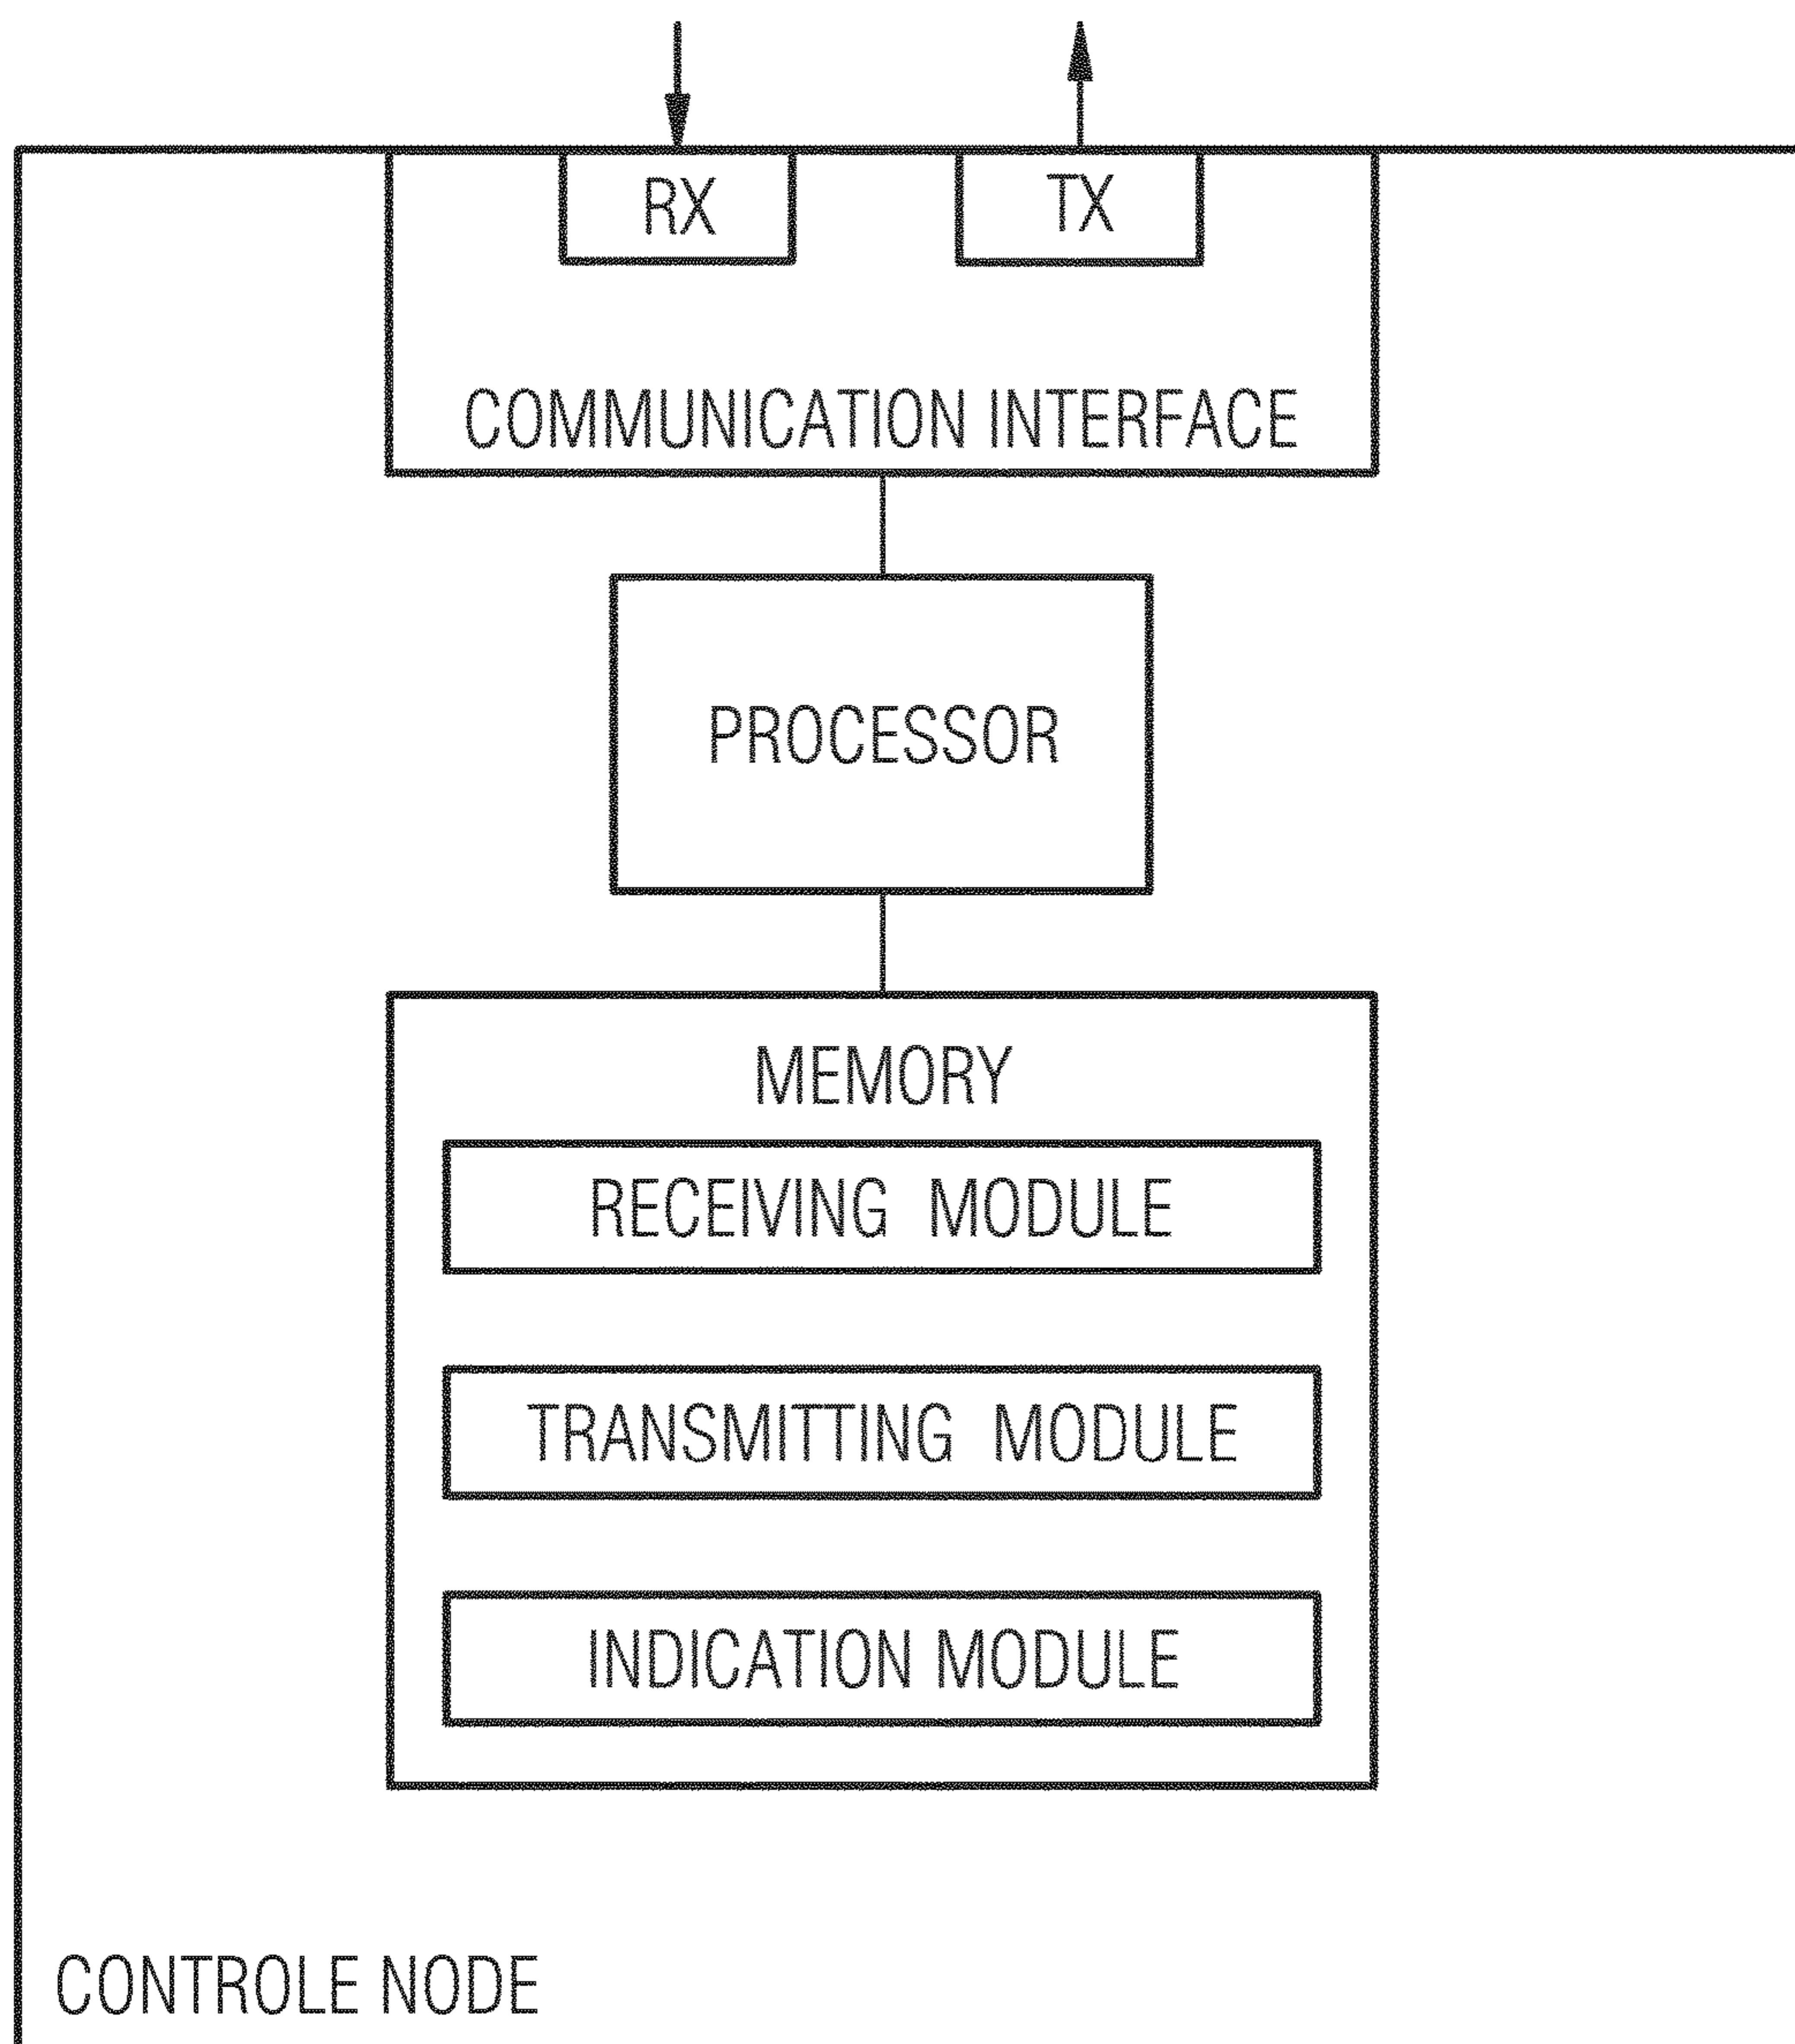 RX
TX
COMMUNICATION INTERFACE
PROCESSOR
MEMORY
RECEIVING MODULE
TRANSMITTING MODULE
INDICATION MODULE
CONTROLE NODE